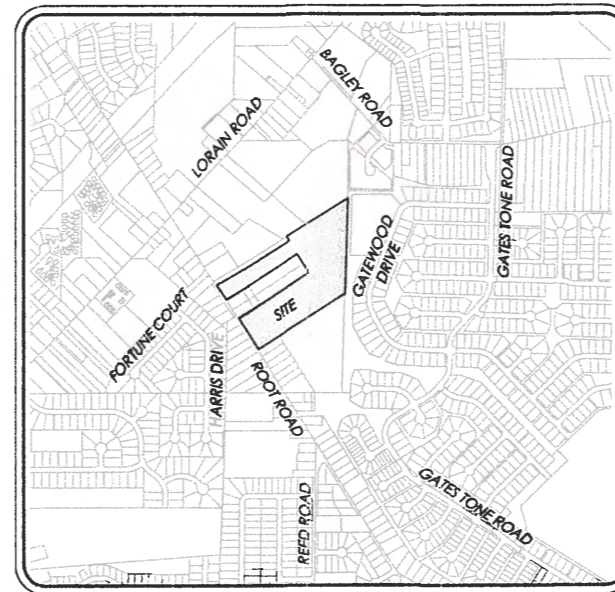 BAGLEY ROAD
LORAIN ROAD
GATES TONE ROAD
GATEWOOD
DRIVE
SITE
FORTUNE COURT
HARRIS DRIVE
ROOT ROAD
REED ROAD
GATES TONE ROAD